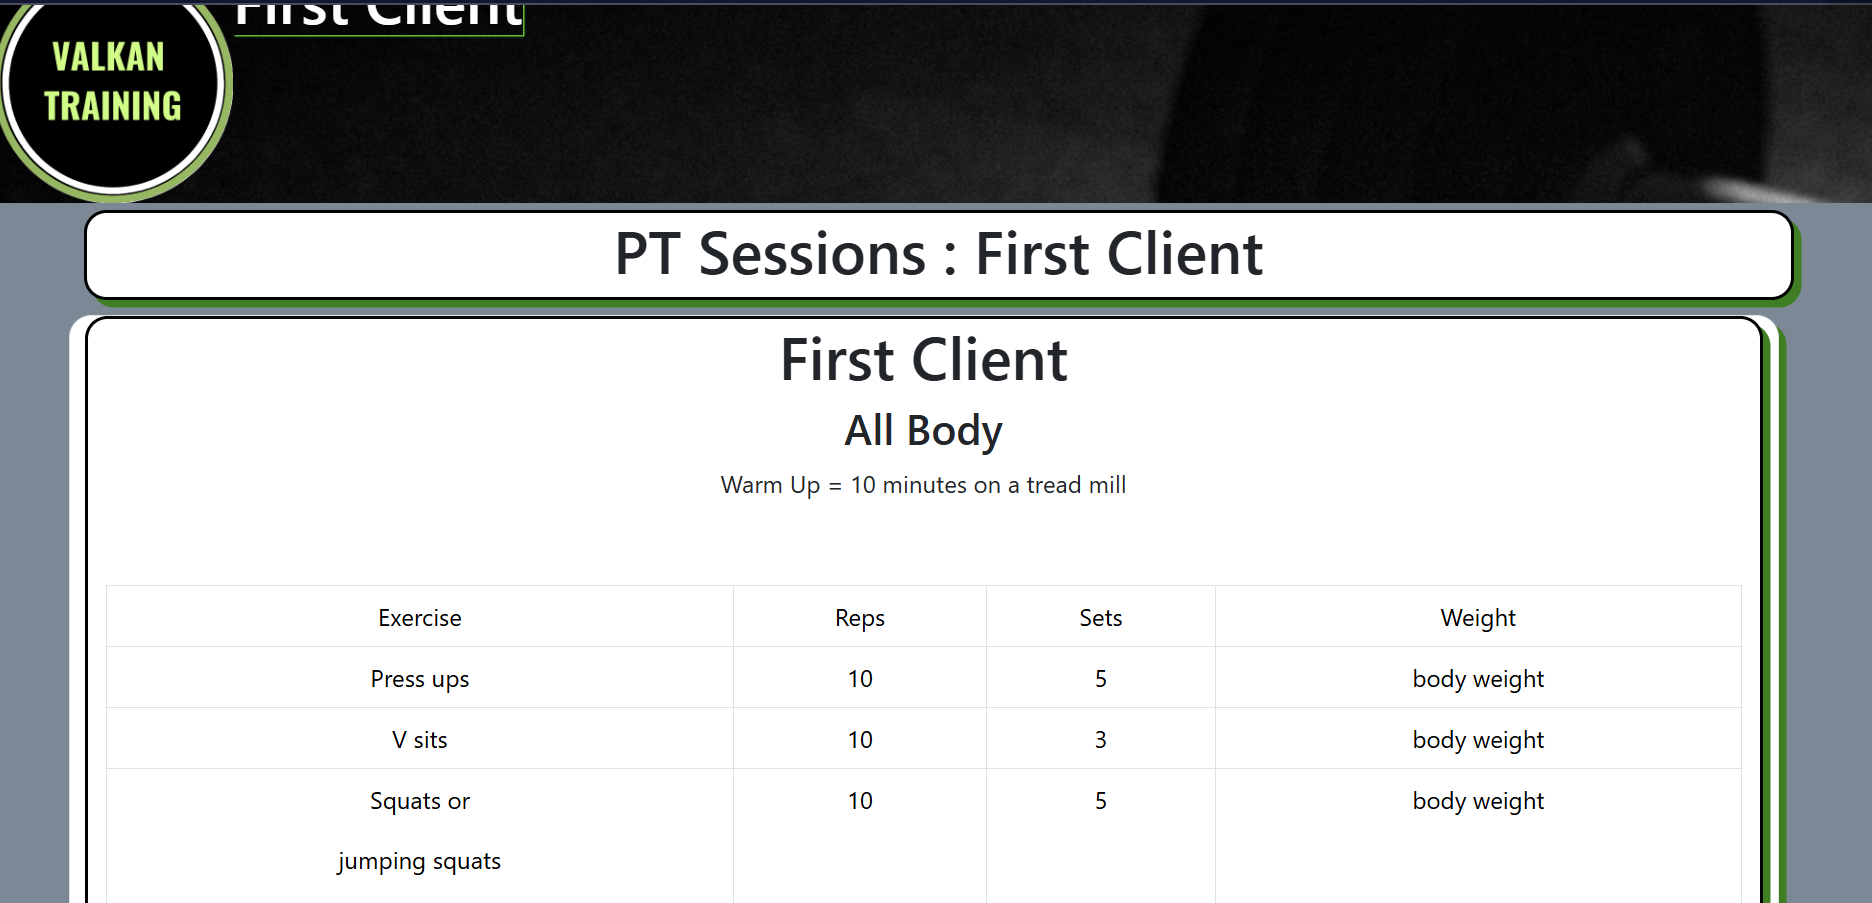 First Client
VALKAN
TRAINING
PT Sessions : First Client
First Client
All Body
Warm Up = 10 minutes on a tread mill
Exercise Reps Sets Weight
Press ups 10 5 body weight
V sits 10 3 body weight
Squats or 10 5 body weight
jumping squats